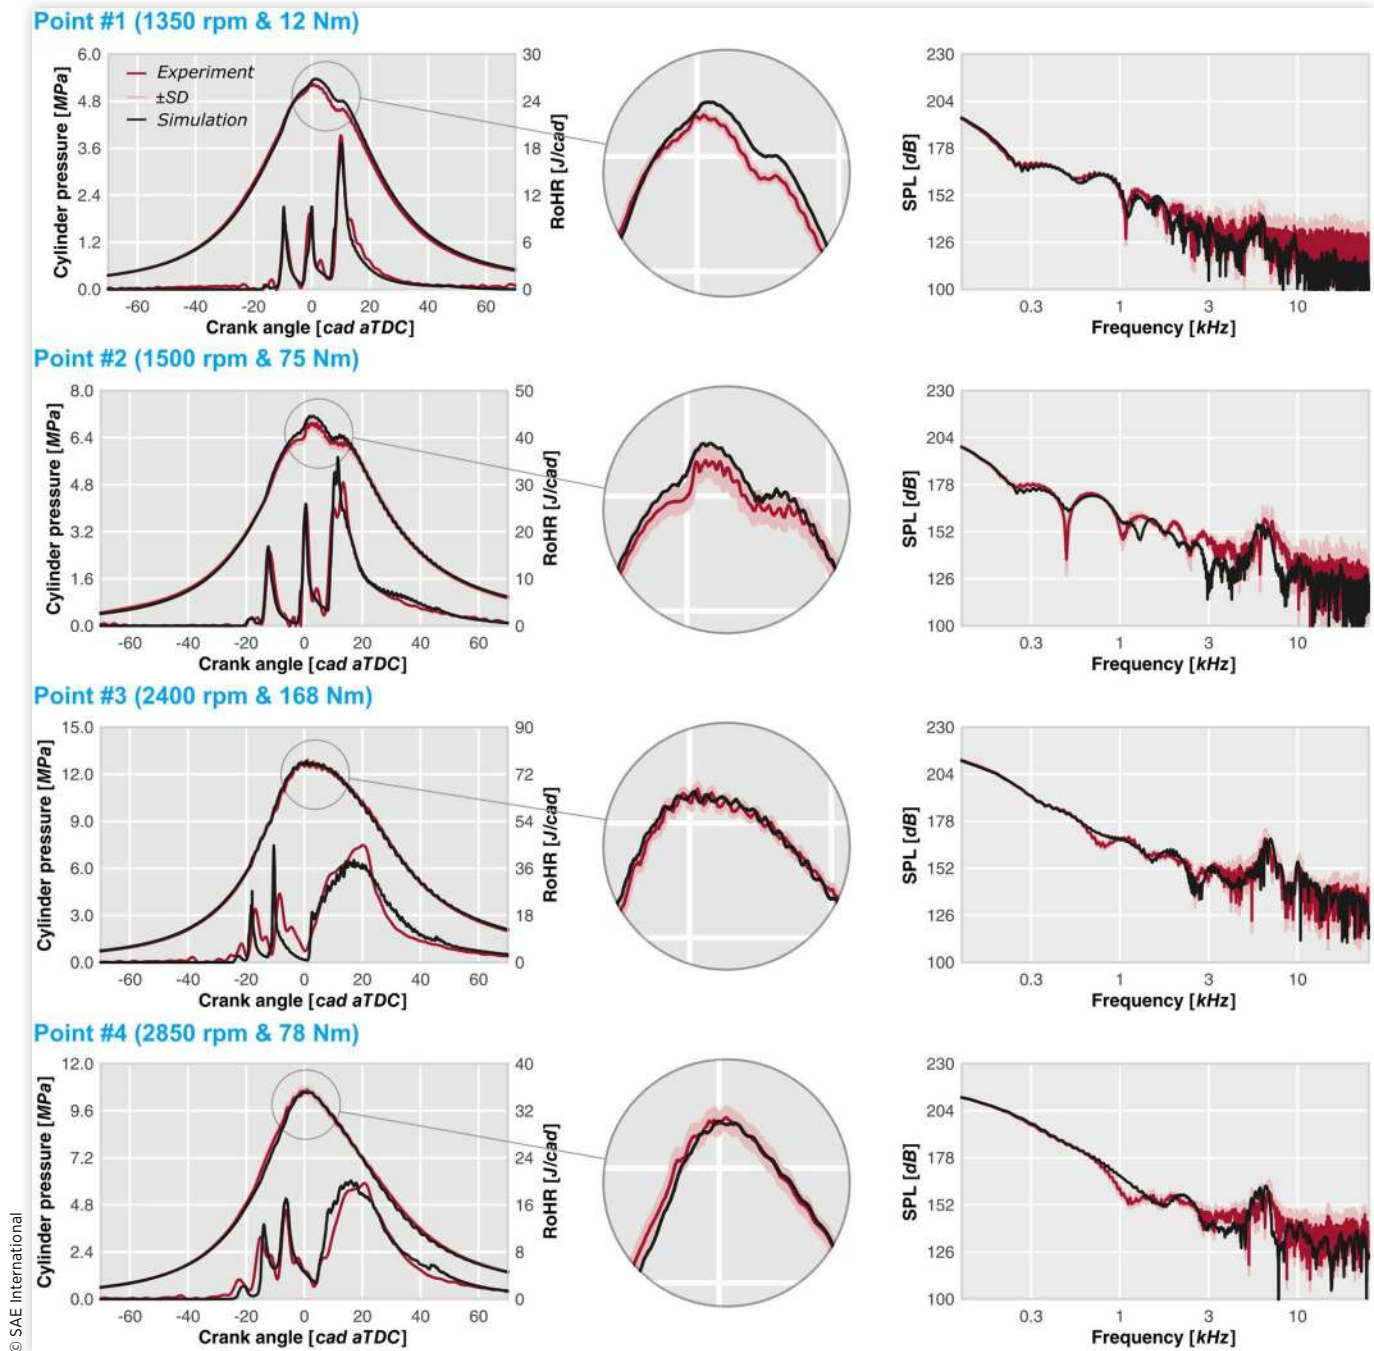 Point #1 (1350 rpm & 12 Nm)
6.0
4.8
3.6
2.4
1.2
0.0
Cylinder pressure [MPa]
Experiment
±SD
Simulation
30
24
18
12
6
0
RoHR [J/cad]
-60 -40 -20 0 20 40 60
Crank angle [cad aTDC]
230
204
178
152
126
100
SPL [dB]
0.3 1 3 10
Frequency [kHz]
Point #2 (1500 rpm & 75 Nm)
8.0
6.4
4.8
3.2
1.6
0.0
Cylinder pressure [MPa]
50
40
30
20
10
0
RoHR [J/cad]
-60 -40 -20 0 20 40 60
Crank angle [cad aTDC]
230
204
178
152
126
100
SPL [dB]
0.3 1 3 10
Frequency [kHz]
Point #3 (2400 rpm & 168 Nm)
15.0
12.0
9.0
6.0
3.0
0.0
Cylinder pressure [MPa]
90
72
54
36
18
0
RoHR [J/cad]
-60 -40 -20 0 20 40 60
Crank angle [cad aTDC]
230
204
178
152
126
100
SPL [dB]
0.3 1 3 10
Frequency [kHz]
Point #4 (2850 rpm & 78 Nm)
12.0
9.6
7.2
4.8
2.4
0.0
Cylinder pressure [MPa]
40
32
24
16
8
0
RoHR [J/cad]
-60 -40 -20 0 20 40 60
Crank angle [cad aTDC]
230
204
178
152
126
100
SPL [dB]
0.3 1 3 10
Frequency [kHz]
© SAE International